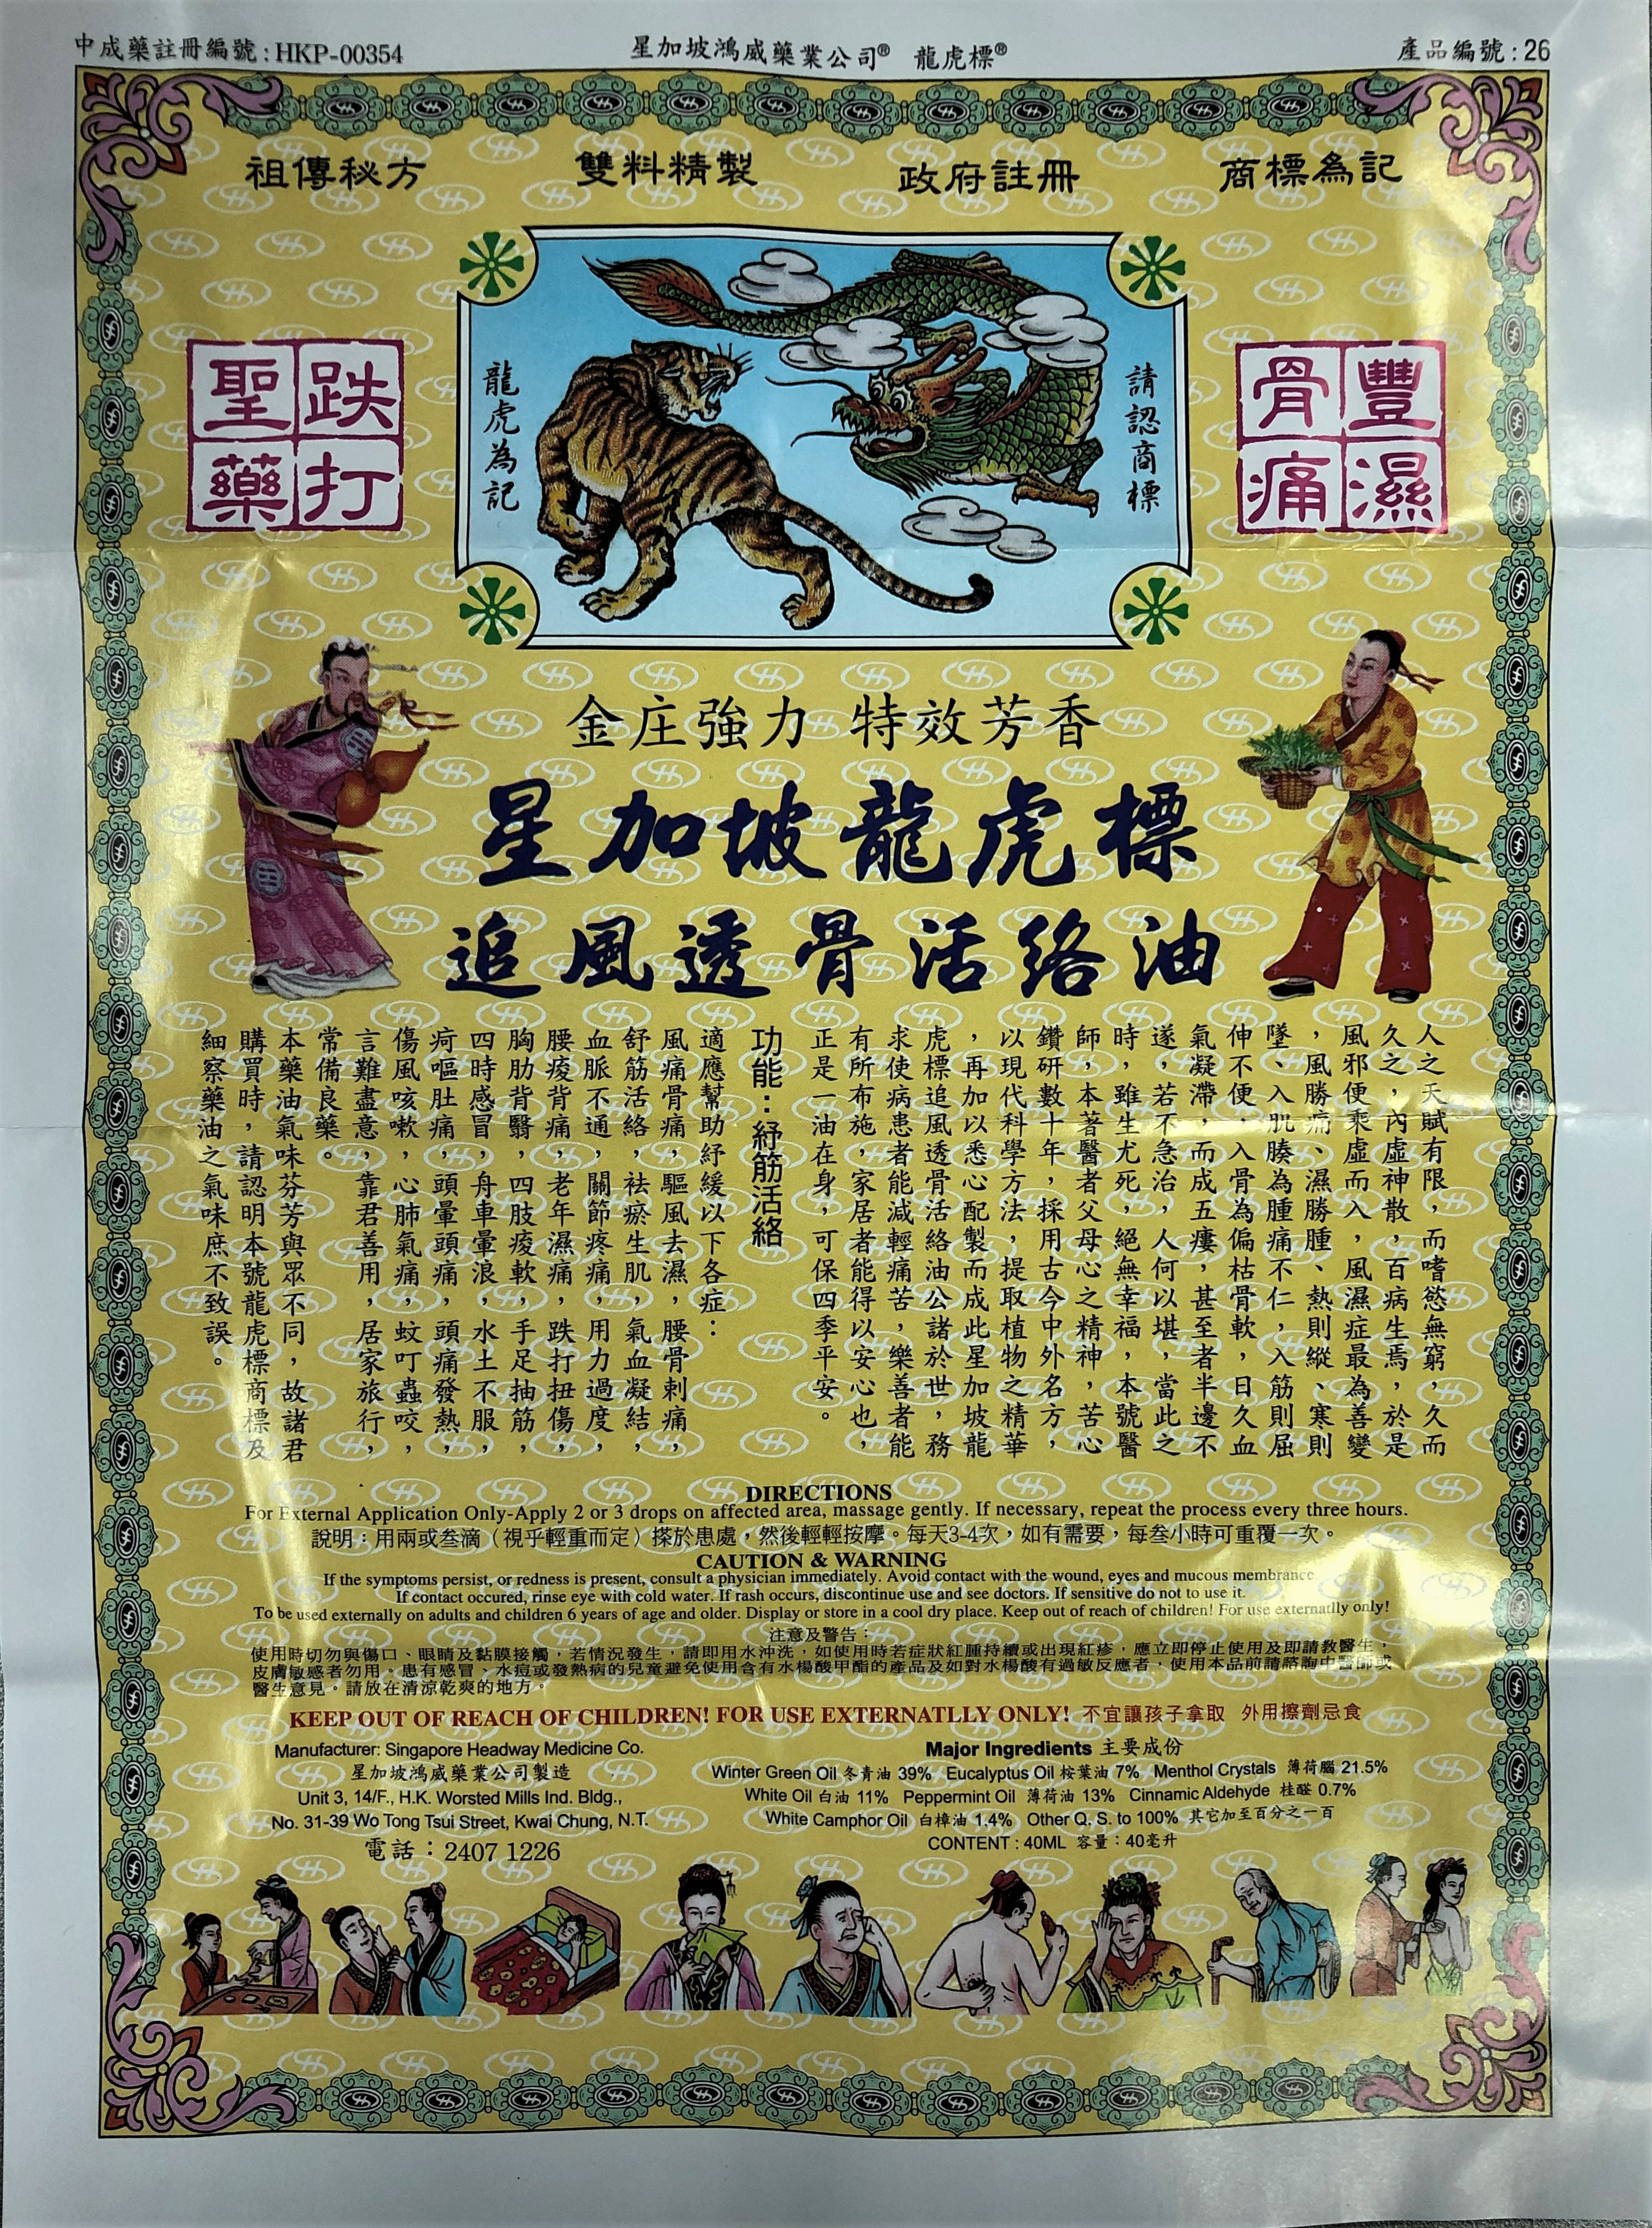 中成藥註冊編號：HKP-00354
星加坡鴻威藥業公司® 龍虎標®
產品編號：26
祖傳秘方
雙料精製
政府註冊
商標為記
跌打聖藥
龍虎為記
請認商標
豐濕骨痛
金庄強力 特效芳香
星加坡龍虎標
追風透骨活絡油
人之天賦有限，而嗜慾無窮，久而
久之，內虛神散，百病生焉，於是
風邪便乘虛而入，風濕症最為善變
，風勝痛、濕勝腫、熱則縱、寒則
墜、入肌腠為腫痛不仁，入筋則屈
伸不便，入骨為偏枯骨軟，日久血
氣凝滯，而成五癭，甚至者半邊不
遂，若不急治，人何以堪，當此之
時，雖生尤死，絕無幸福，本號醫
師，本著醫者父母心之精神，苦心
鑽研數十年，採用古今中外名方，
以現代科學方法，提取植物之精華
，再加以悉心配製而成此星加坡龍
虎標追風透骨活絡油公諸於世，務
求使病患者能減輕痛苦，樂善者能
有所布施，家居者能得以安心也，
正是一油在身，可保四季平安。
功能：紓筋活絡
適應幫助紓緩以下各症：
風痛骨痛，驅風去濕，腰骨刺痛，
舒筋活絡，袪瘀生肌，氣血凝結，
血脈不通，關節疼痛，用力過度，
腰痠背痛，老年濕痛，跌打扭傷，
胸肋背翳，四肢痠軟，手足抽筋，
四時感冒，舟車暈浪，水土不服，
疴嘔肚痛，頭暈頭痛，頭痛發熱，
傷風咳嗽，心肺氣痛，蚊叮蟲咬，
言難盡意，靠君善用，居家旅行，
常備良藥。
本藥油氣味芬芳與眾不同，故諸君
購買時，請認明本號龍虎標商標及
細察藥油之氣味庶不致誤。
DIRECTIONS
For External Application Only-Apply 2 or 3 drops on affected area, massage gently. If necessary, repeat the process every three hours.
說明：用兩或叁滴（視乎輕重而定）搽於患處，然後輕輕按摩。每天3-4次，如有需要，每叁小時可重覆一次。
CAUTION & WARNING
If the symptoms persist, or redness is present, consult a physician immediately. Avoid contact with the wound, eyes and mucous membrance
If contact occured, rinse eye with cold water. If rash occurs, discontinue use and see doctors. If sensitive do not to use it.
To be used externally on adults and children 6 years of age and older. Display or store in a cool dry place. Keep out of reach of children! For use externatlly only!
注意及警告：
使用時切勿與傷口、眼睛及黏膜接觸，若情況發生，請即用水沖洗，如使用時若症狀紅腫持續或出現紅疹，應立即停止使用及即請教醫生，
皮膚敏感者勿用。患有感冒、水痘或發熱病的兒童避免使用含有水楊酸甲酯的產品及如對水楊酸有過敏反應者，使用本品前請諮詢中醫師或
醫生意見。請放在清涼乾爽的地方。
KEEP OUT OF REACH OF CHILDREN! FOR USE EXTERNATLLY ONLY! 不宜讓孩子拿取 外用擦劑忌食
Manufacturer: Singapore Headway Medicine Co.
星加坡鴻威藥業公司製造
Unit 3, 14/F., H.K. Worsted Mills Ind. Bldg.,
No. 31-39 Wo Tong Tsui Street, Kwai Chung, N.T.
電話：2407 1226
Major Ingredients 主要成份
Winter Green Oil 冬青油 39% Eucalyptus Oil 桉葉油 7% Menthol Crystals 薄荷腦 21.5%
White Oil 白油 11% Peppermint Oil 薄荷油 13% Cinnamic Aldehyde 桂醛 0.7%
White Camphor Oil 白樟油 1.4% Other Q. S. to 100% 其它加至百分之一百
CONTENT : 40ML 容量：40毫升